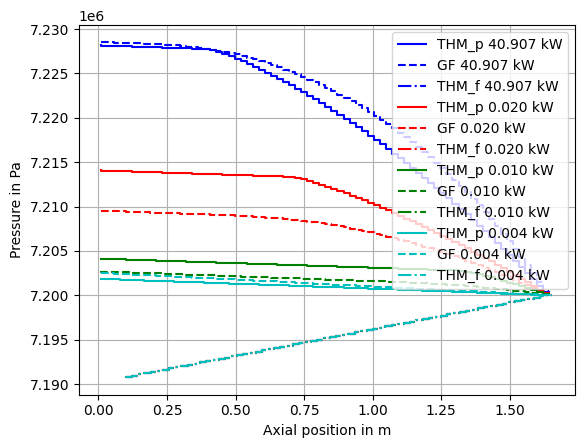 1e6
7.230
7.225
7.220
7.215
7.210
7.205
7.200
7.195
7.190
Pressure in Pa
THM_p 40.907 kW
GF 40.907 kW
THM_f 40.907 kW
THM_p 0.020 kW
GF 0.020 kW
THM_f 0.020 kW
THM_p 0.010 kW
GF 0.010 kW
THM_f 0.010 kW
THM_p 0.004 kW
GF 0.004 kW
THM_f 0.004 kW
0.00 0.25 0.50 0.75 1.00 1.25 1.50
Axial position in m